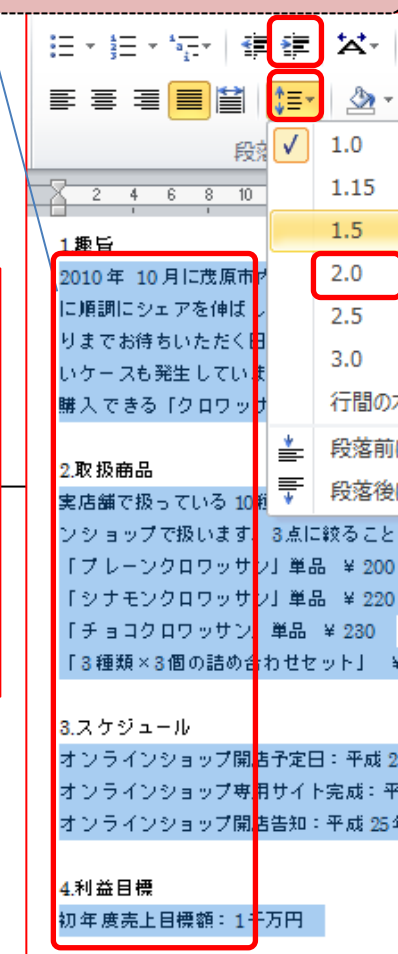 段落
1.0
1.15
1.5
2.0
2.5
3.0
行間の
段落前
段落後
2 4 6 8 10
1.趣旨
2010年 10月に茂原市
に順調にシェアを伸ばし
りまでお待ちいただく日
いケースも発生していま
購入できる「クロワッサ
2.取扱商品
実店舗で扱っている 10種
ンショップで扱います。3点に絞ること
「プレーンクロワッサン」単品 ¥200
「シナモンクロワッサン」単品 ¥220
「チョコクロワッサン」単品 ¥230
「3種類×3個の詰め合わせセット」 ¥
3.スケジュール
オンラインショップ開店予定日：平成 2
オンラインショップ専用サイト完成：平
オンラインショップ開店告知：平成 25年
4.利益目標
初年度売上目標額：1千万円